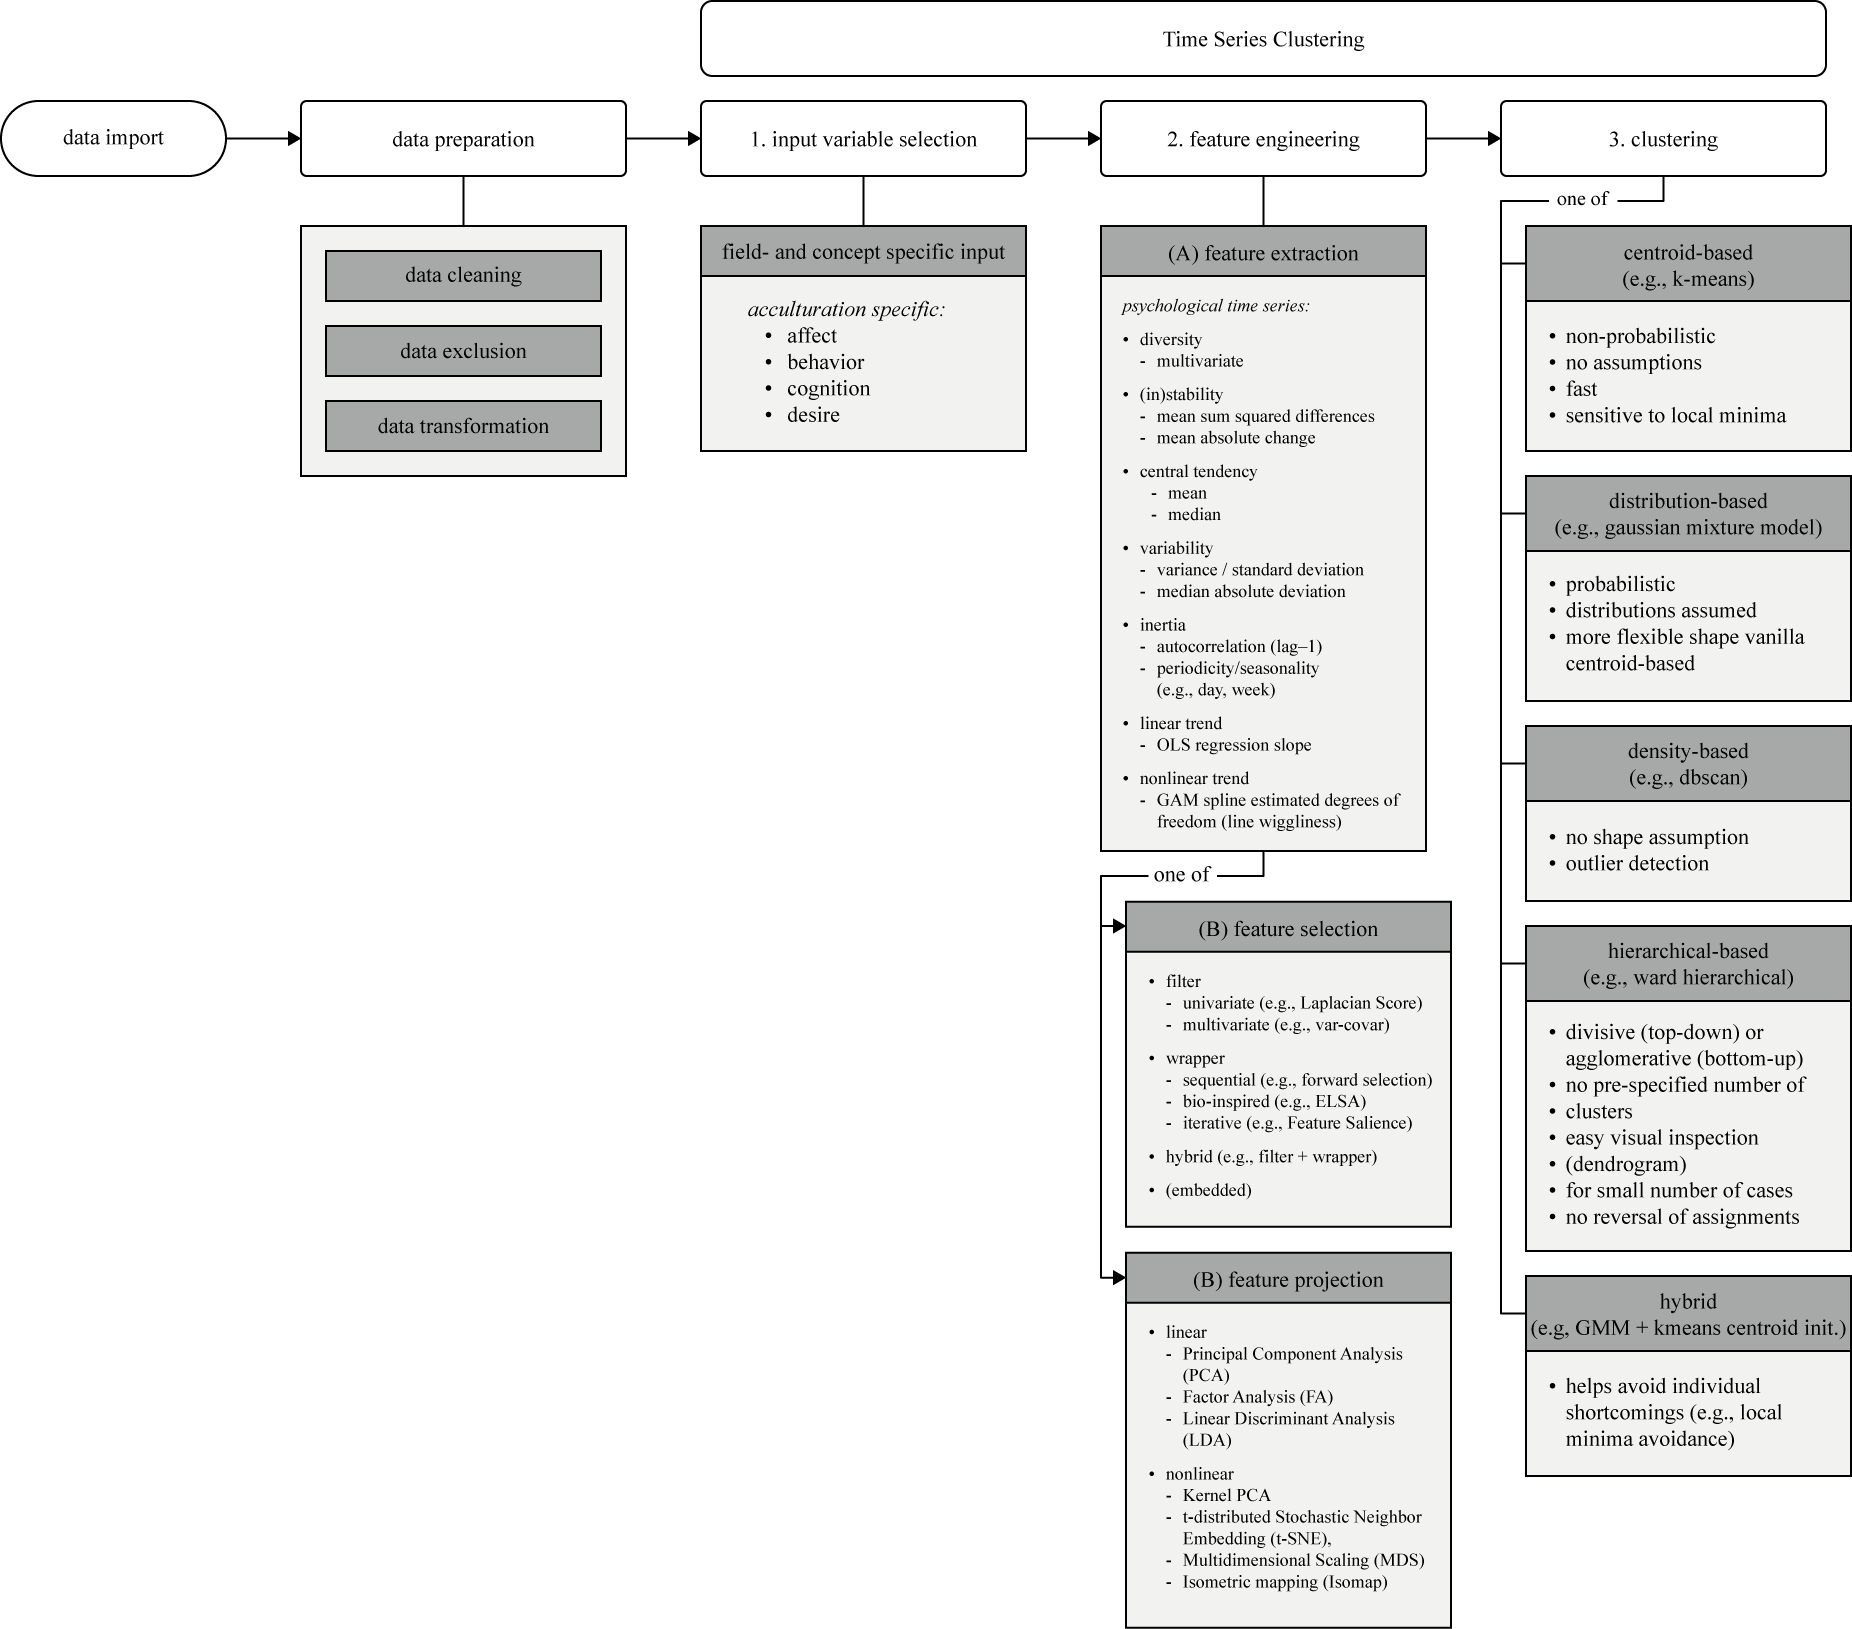 Time Series Clustering
data import
data preparation
1. input variable selection
2. feature engineering
3. clustering
data cleaning
data exclusion
data transformation
field- and concept specific input
acculturation specific:
• affect
• behavior
• cognition
• desire
(A) feature extraction
psychological time series:
• diversity
- multivariate
• (in)stability
- mean sum squared differences
- mean absolute change
• central tendency
- mean
- median
• variability
- variance / standard deviation
- median absolute deviation
• inertia
- autocorrelation (lag–1)
- periodicity/seasonality
(e.g., day, week)
• linear trend
- OLS regression slope
• nonlinear trend
- GAM spline estimated degrees of
freedom (line wiggliness)
one of
(B) feature selection
• filter
- univariate (e.g., Laplacian Score)
- multivariate (e.g., var-covar)
• wrapper
- sequential (e.g., forward selection)
- bio-inspired (e.g., ELSA)
- iterative (e.g., Feature Salience)
• hybrid (e.g., filter + wrapper)
• (embedded)
(B) feature projection
• linear
- Principal Component Analysis
(PCA)
- Factor Analysis (FA)
- Linear Discriminant Analysis
(LDA)
• nonlinear
- Kernel PCA
- t-distributed Stochastic Neighbor
Embedding (t-SNE),
- Multidimensional Scaling (MDS)
- Isometric mapping (Isomap)
one of
centroid-based
(e.g., k-means)
• non-probabilistic
• no assumptions
• fast
• sensitive to local minima
distribution-based
(e.g., gaussian mixture model)
• probabilistic
• distributions assumed
• more flexible shape vanilla
centroid-based
density-based
(e.g., dbscan)
• no shape assumption
• outlier detection
hierarchical-based
(e.g., ward hierarchical)
• divisive (top-down) or
agglomerative (bottom-up)
• no pre-specified number of
• clusters
• easy visual inspection
• (dendrogram)
• for small number of cases
• no reversal of assignments
hybrid
(e.g, GMM + kmeans centroid init.)
• helps avoid individual
shortcomings (e.g., local
minima avoidance)